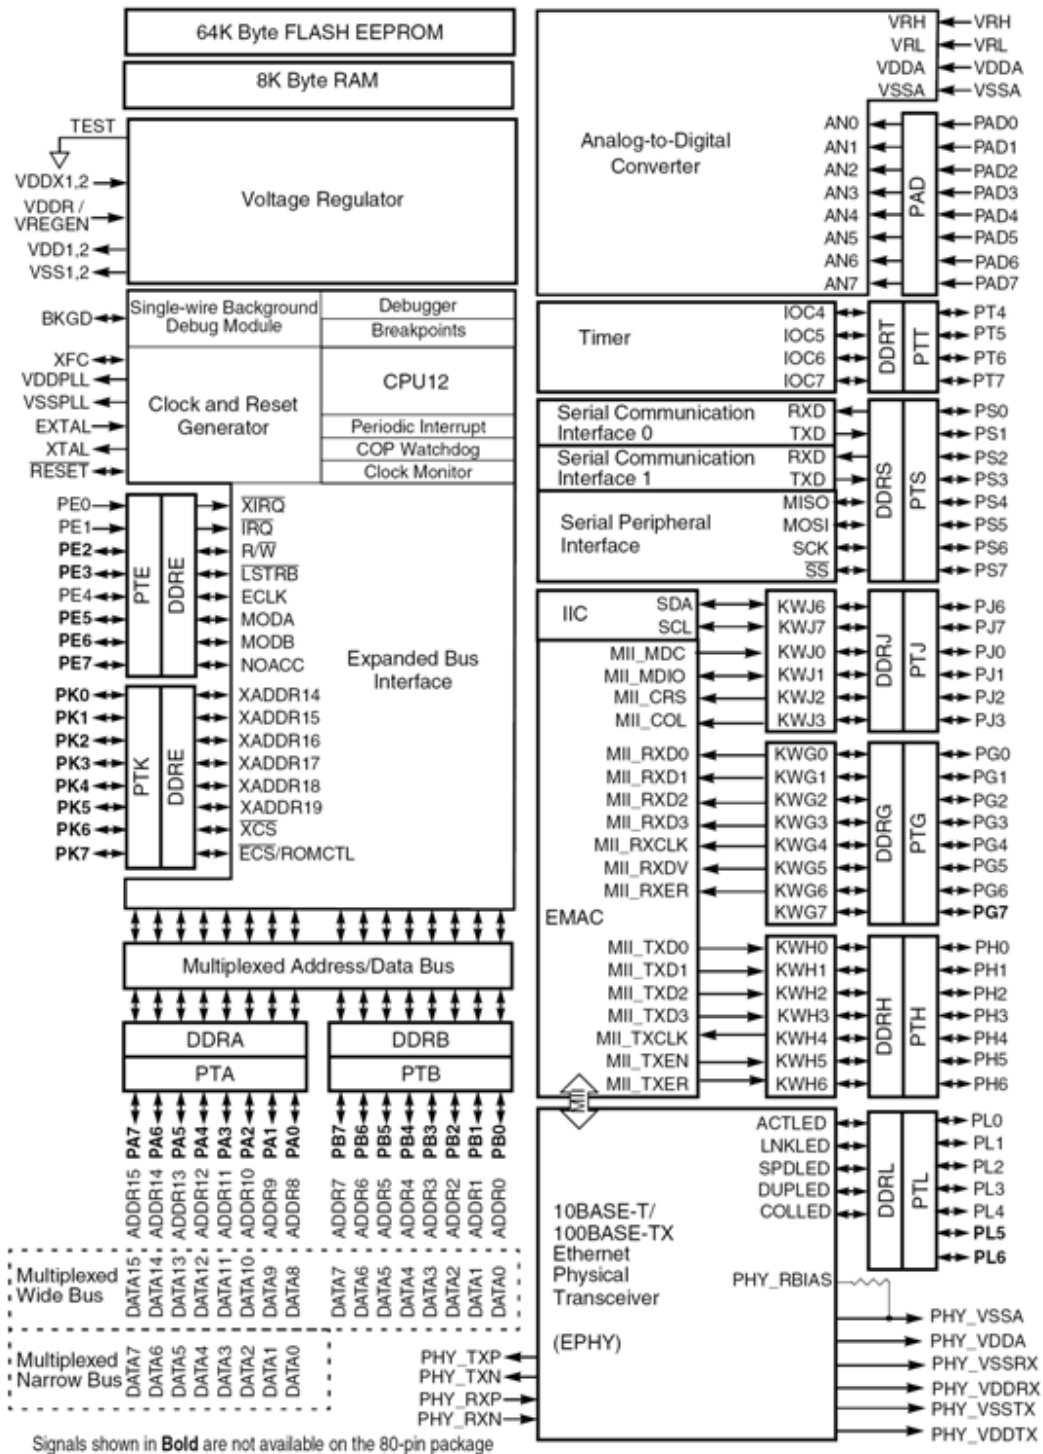 64K Byte FLASH EEPROM
8K Byte RAM
TEST
VDDX1,2
VDDR /
VREGEN
VDD1,2
VSS1,2
Voltage Regulator
BKGD
Single-wire Background
Debug Module
Debugger
Breakpoints
XFC
VDDPLL
VSSPLL
EXTAL
XTAL
RESET
Clock and Reset
Generator
CPU12
Periodic Interrupt
COP Watchdog
Clock Monitor
PE0
PE1
PE2
PE3
PE4
PE5
PE6
PE7
PTE
DDRE
XIRQ
IRQ
R/W
LSTRB
ECLK
MODA
MODB
NOACC
Expanded Bus
Interface
PK0
PK1
PK2
PK3
PK4
PK5
PK6
PK7
PTK
DDRE
XADDR14
XADDR15
XADDR16
XADDR17
XADDR18
XADDR19
XCS
ECS/ROMCTL
Multiplexed Address/Data Bus
DDRA
PTA
DDRB
PTB
PA7 PA6 PA5 PA4 PA3 PA2 PA1 PA0
PB7 PB6 PB5 PB4 PB3 PB2 PB1 PB0
ADDR15 ADDR14 ADDR13 ADDR12 ADDR11 ADDR10 ADDR9 ADDR8
ADDR7 ADDR6 ADDR5 ADDR4 ADDR3 ADDR2 ADDR1 ADDR0
Multiplexed
Wide Bus
DATA15 DATA14 DATA13 DATA12 DATA11 DATA10 DATA9 DATA8
DATA7 DATA6 DATA5 DATA4 DATA3 DATA2 DATA1 DATA0
Multiplexed
Narrow Bus
DATA7 DATA6 DATA5 DATA4 DATA3 DATA2 DATA1 DATA0
Signals shown in Bold are not available on the 80-pin package
Analog-to-Digital
Converter
VRH VRH
VRL VRL
VDDA VDDA
VSSA VSSA
AN0 PAD0
AN1 PAD1
AN2 PAD2
AN3 PAD3
AN4 PAD4
AN5 PAD5
AN6 PAD6
AN7 PAD7
PAD
Timer
IOC4 PT4
IOC5 PT5
IOC6 PT6
IOC7 PT7
DDRT
PTT
Serial Communication
Interface 0
RXD PS0
TXD PS1
Serial Communication
Interface 1
RXD PS2
TXD PS3
Serial Peripheral
Interface
MISO PS4
MOSI PS5
SCK PS6
SS PS7
DDRS
PTS
IIC
SDA KWJ6 PJ6
SCL KWJ7 PJ7
MII_MDC KWJ0 PJ0
MII_MDIO KWJ1 PJ1
MII_CRS KWJ2 PJ2
MII_COL KWJ3 PJ3
DDRJ
PTJ
MII_RXD0 KWG0 PG0
MII_RXD1 KWG1 PG1
MII_RXD2 KWG2 PG2
MII_RXD3 KWG3 PG3
MII_RXCLK KWG4 PG4
MII_RXDV KWG5 PG5
MII_RXER KWG6 PG6
KWG7 PG7
DDRG
PTG
EMAC
MII_TXD0 KWH0 PH0
MII_TXD1 KWH1 PH1
MII_TXD2 KWH2 PH2
MII_TXD3 KWH3 PH3
MII_TXCLK KWH4 PH4
MII_TXEN KWH5 PH5
MII_TXER KWH6 PH6
DDRH
PTH
MII
ACTLED PL0
LNKLED PL1
SPDLED PL2
DUPLED PL3
COLLED PL4
PL5
PL6
DDRL
PTL
10BASE-T/
100BASE-TX
Ethernet
Physical
Transceiver
(EPHY)
PHY_RBIAS
PHY_VSSA
PHY_VDDA
PHY_VSSRX
PHY_VDDRX
PHY_VSSTX
PHY_VDDTX
PHY_TXP
PHY_TXN
PHY_RXP
PHY_RXN